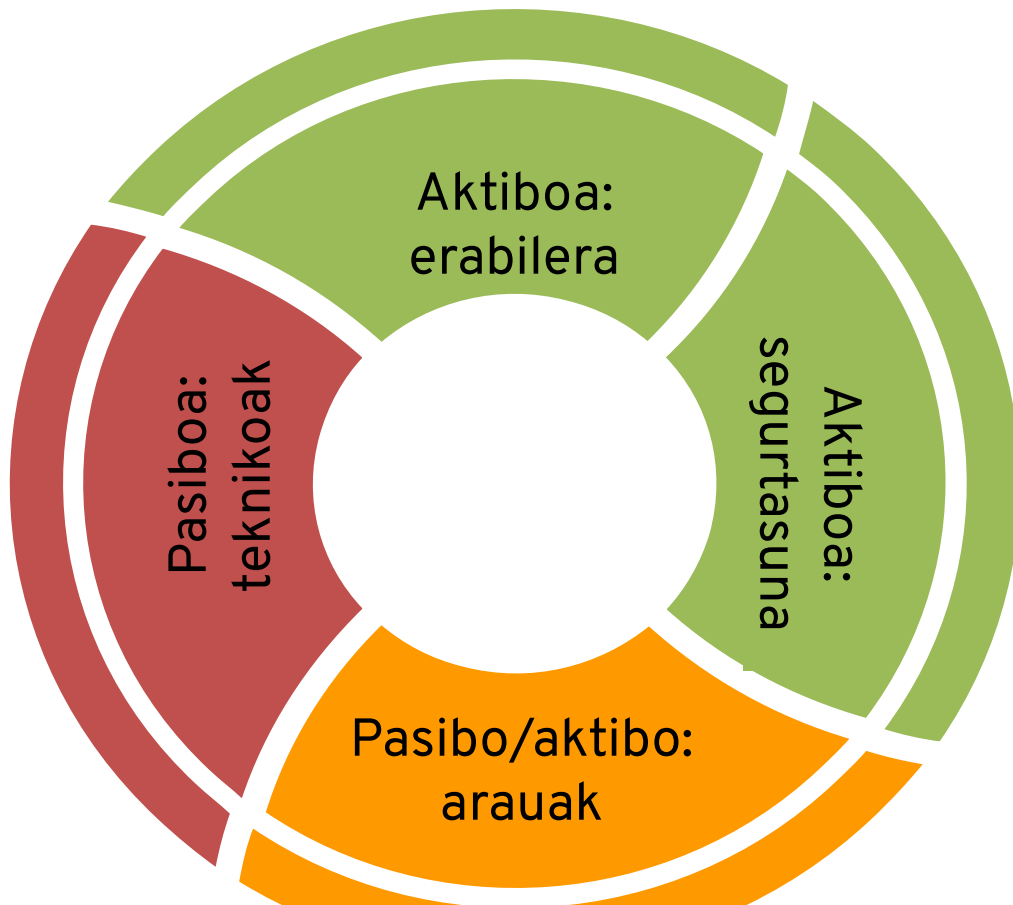 Aktiboa:
erabilera
Aktiboa:
segurtasuna
Pasibo/aktibo:
arauak
Pasiboa:
teknikoak